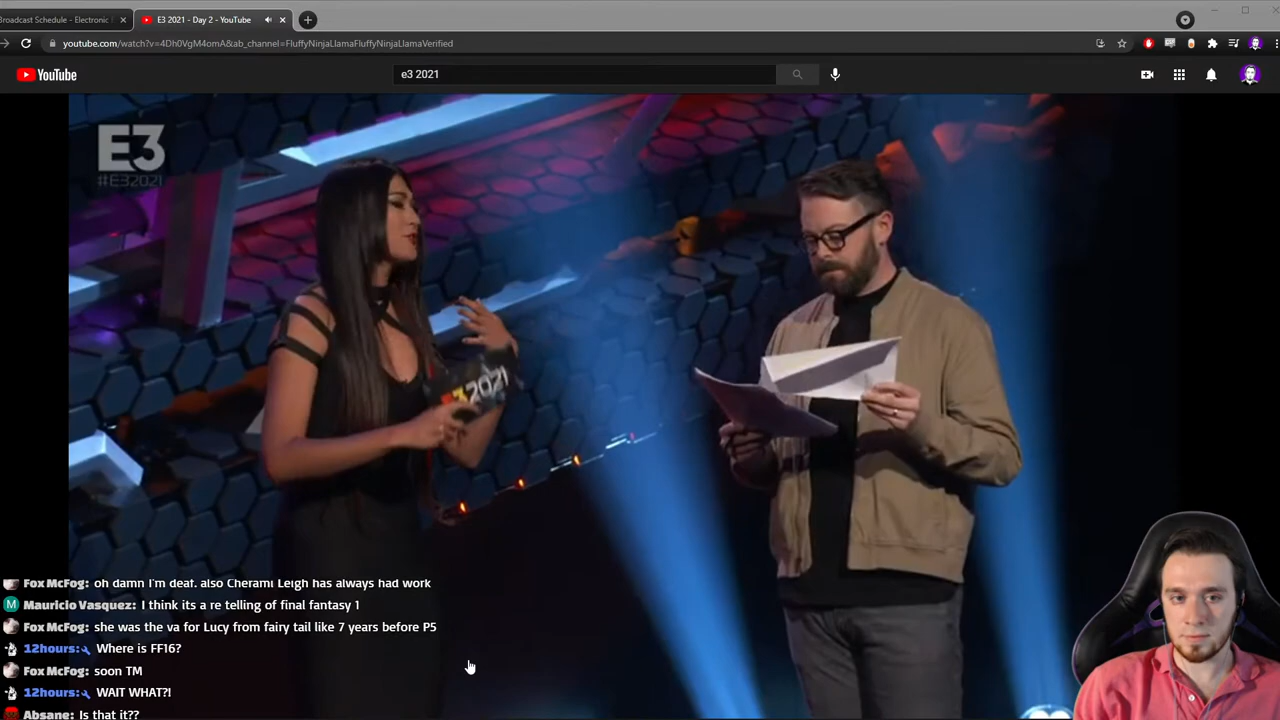 Broadcast Schedule - Electronic E
E3 2021 - Day 2 - YouTube
youtube.com/watch?v=4Dh0VgM4omA&ab_channel=FluffyNinjaLlamaFluffyNinjaLlamaVerified
YouTube
e3 2021
E3
#E32021
E3 2021
Fox McFog: oh damn I'm deaf. also Cherami Leigh has always had work
M Mauricio Vasquez: I think its a re telling of final fantasy 1
Fox McFog: she was the va for Lucy from fairy tail like 7 years before P5
12hours: Where is FF16?
Fox McFog: soon TM
12hours: WAIT WHAT?!
Absane: Is that it??